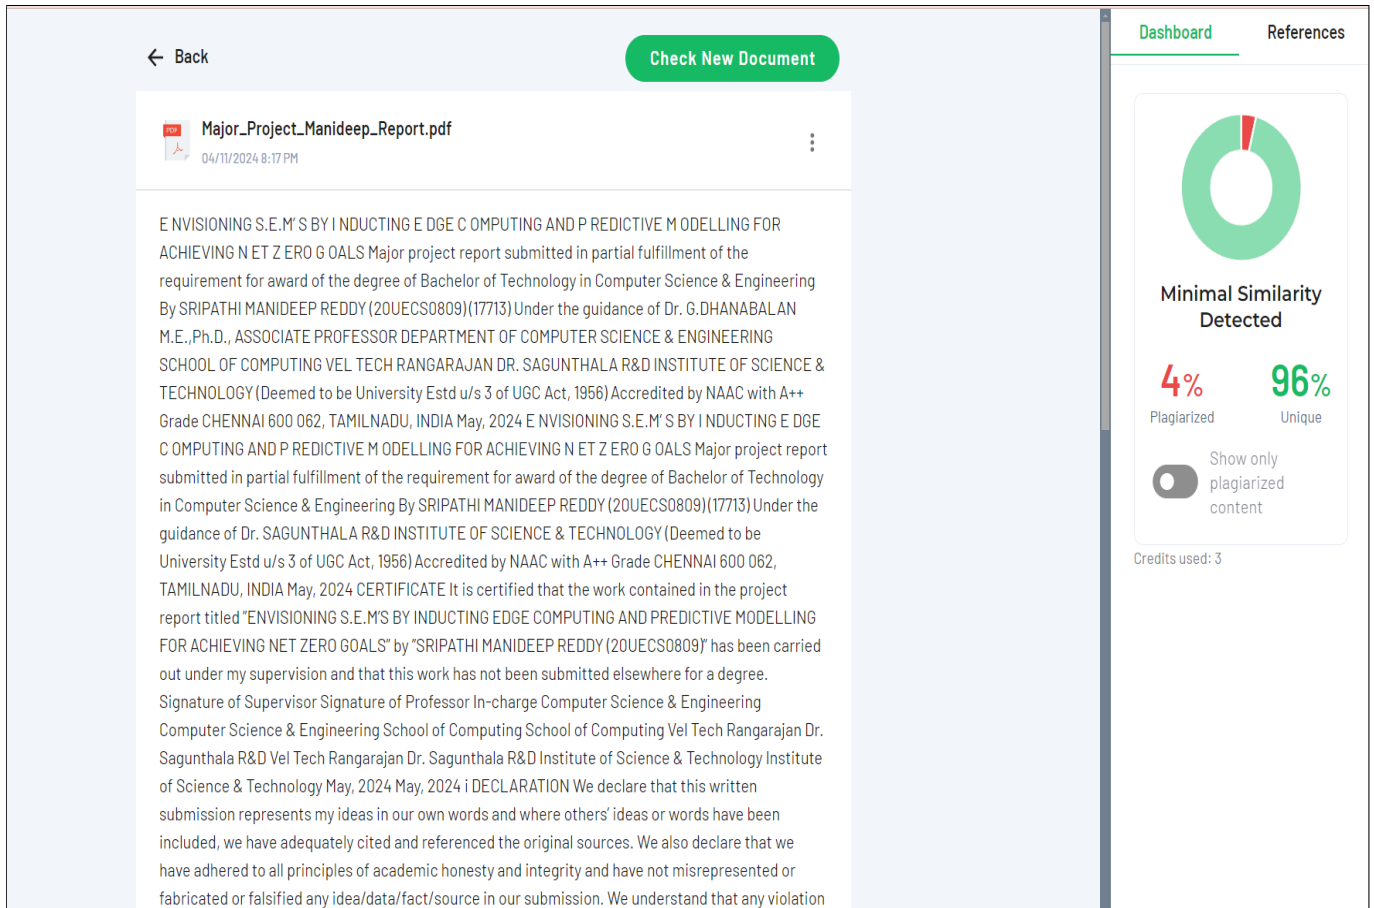 ← Back
Check New Document
PDF
Major_Project_Manideep_Report.pdf
04/11/2024 8:17 PM
E NVISIONING S.E.M’ S BY I NDUCTING E DGE C OMPUTING AND P REDICTIVE M ODELLING FOR
ACHIEVING N ET Z ERO G OALS Major project report submitted in partial fulfillment of the
requirement for award of the degree of Bachelor of Technology in Computer Science & Engineering
By SRIPATHI MANIDEEP REDDY (20UECS0809) (17713) Under the guidance of Dr. G.DHANABALAN
M.E.,Ph.D., ASSOCIATE PROFESSOR DEPARTMENT OF COMPUTER SCIENCE & ENGINEERING
SCHOOL OF COMPUTING VEL TECH RANGARAJAN DR. SAGUNTHALA R&D INSTITUTE OF SCIENCE &
TECHNOLOGY (Deemed to be University Estd u/s 3 of UGC Act, 1956) Accredited by NAAC with A++
Grade CHENNAI 600 062, TAMILNADU, INDIA May, 2024 E NVISIONING S.E.M’ S BY I NDUCTING E DGE
C OMPUTING AND P REDICTIVE M ODELLING FOR ACHIEVING N ET Z ERO G OALS Major project report
submitted in partial fulfillment of the requirement for award of the degree of Bachelor of Technology
in Computer Science & Engineering By SRIPATHI MANIDEEP REDDY (20UECS0809) (17713) Under the
guidance of Dr. SAGUNTHALA R&D INSTITUTE OF SCIENCE & TECHNOLOGY (Deemed to be
University Estd u/s 3 of UGC Act, 1956) Accredited by NAAC with A++ Grade CHENNAI 600 062,
TAMILNADU, INDIA May, 2024 CERTIFICATE It is certified that the work contained in the project
report titled ”ENVISIONING S.E.M’S BY INDUCTING EDGE COMPUTING AND PREDICTIVE MODELLING
FOR ACHIEVING NET ZERO GOALS” by ”SRIPATHI MANIDEEP REDDY (20UECS0809)” has been carried
out under my supervision and that this work has not been submitted elsewhere for a degree.
Signature of Supervisor Signature of Professor In-charge Computer Science & Engineering
Computer Science & Engineering School of Computing School of Computing Vel Tech Rangarajan Dr.
Sagunthala R&D Vel Tech Rangarajan Dr. Sagunthala R&D Institute of Science & Technology Institute
of Science & Technology May, 2024 May, 2024 i DECLARATION We declare that this written
submission represents my ideas in our own words and where others’ ideas or words have been
included, we have adequately cited and referenced the original sources. We also declare that we
have adhered to all principles of academic honesty and integrity and have not misrepresented or
fabricated or falsified any idea/data/fact/source in our submission. We understand that any violation
Dashboard
References
Minimal Similarity
Detected
4% 96%
Plagiarized Unique
Show only
plagiarized
content
Credits used: 3